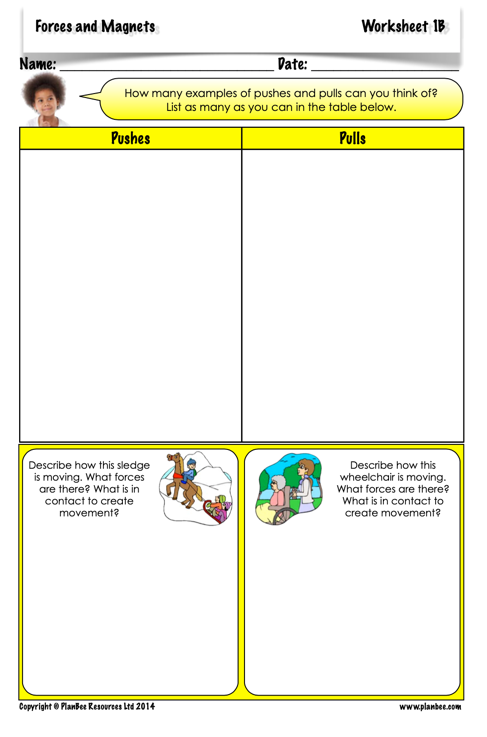 Forces and Magnets
Worksheet 1B
Name: ______________________ Date: ______________________
How many examples of pushes and pulls can you think of?
List as many as you can in the table below.
Pushes
Pulls
Describe how this sledge
is moving. What forces
are there? What is in
contact to create
movement?
Describe how this
wheelchair is moving.
What forces are there?
What is in contact to
create movement?
Copyright © PlanBee Resources Ltd 2014
www.planbee.com